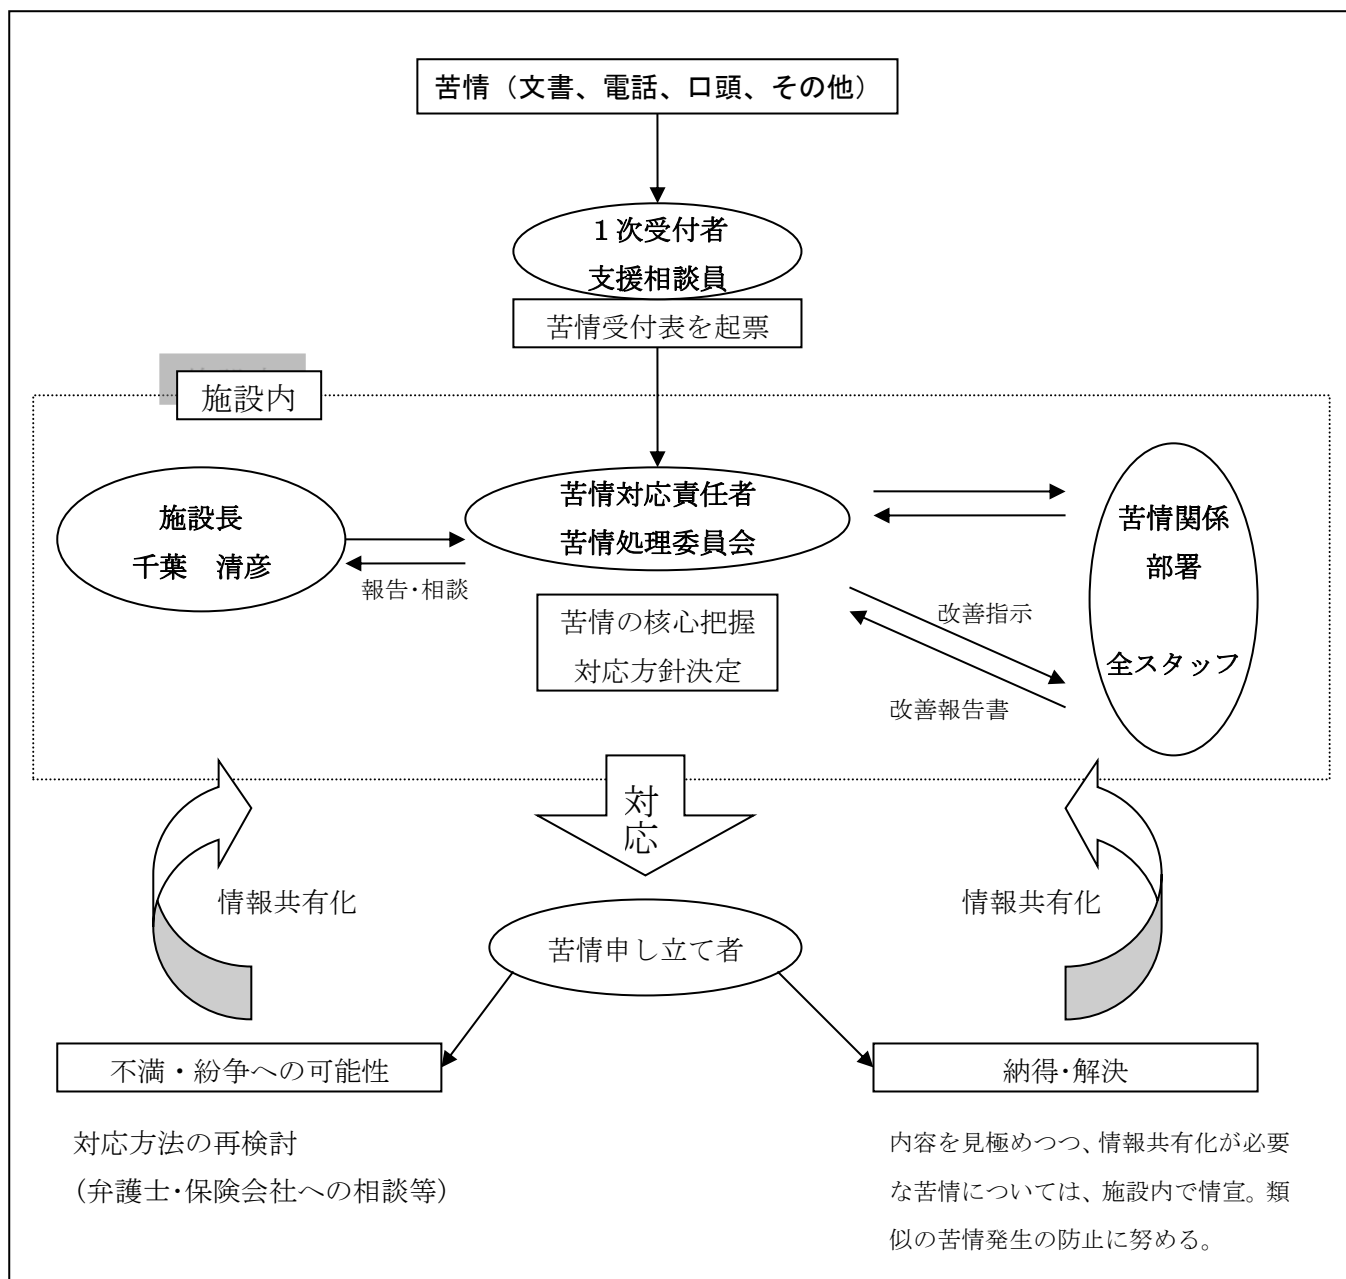 苦情（文書、電話、口頭、その他）
１次受付者
支援相談員
苦情受付表を起票
施設内
施設長
千葉　清彦
苦情対応責任者
苦情処理委員会
苦情関係
部署
全スタッフ
報告・相談
苦情の核心把握
対応方針決定
改善指示
改善報告書
対応
情報共有化
情報共有化
苦情申し立て者
不満・紛争への可能性
納得・解決
対応方法の再検討
（弁護士・保険会社への相談等）
内容を見極めつつ、情報共有化が必要
な苦情については、施設内で情宣。類
似の苦情発生の防止に努める。